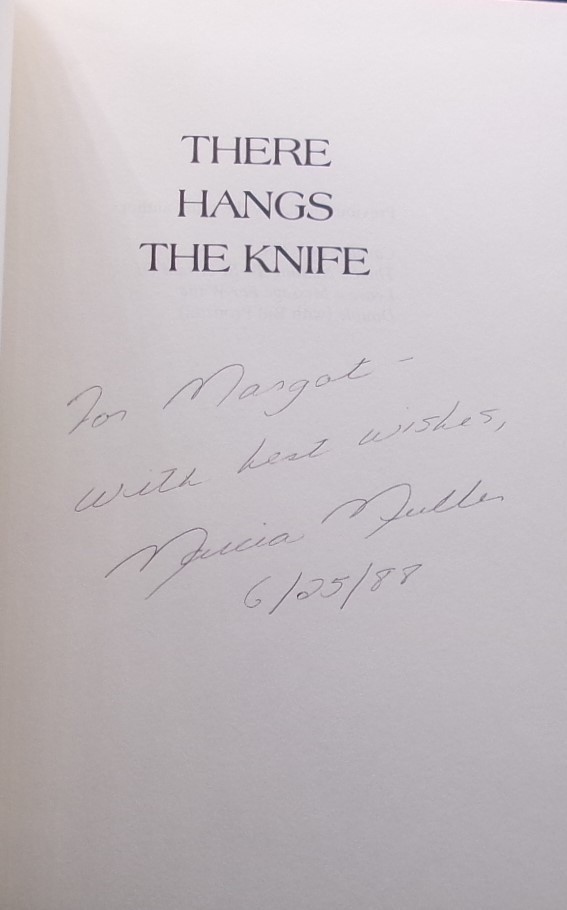 THERE
HANGS
THE KNIFE
For Margot –
with best wishes,
Marcia Muller
6/25/88